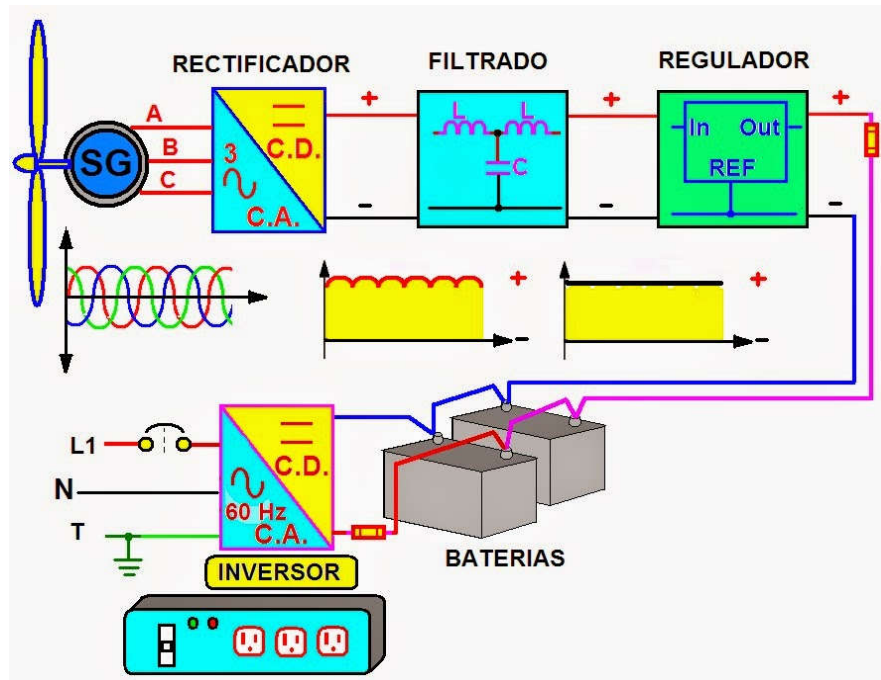 RECTIFICADOR
FILTRADO
REGULADOR
A
B
C
SG
3
C.D.
C.A.
+
-
L
L
C
+
-
In
Out
REF
+
-
+
-
+
-
L1
N
T
C.D.
60 Hz
C.A.
INVERSOR
BATERIAS